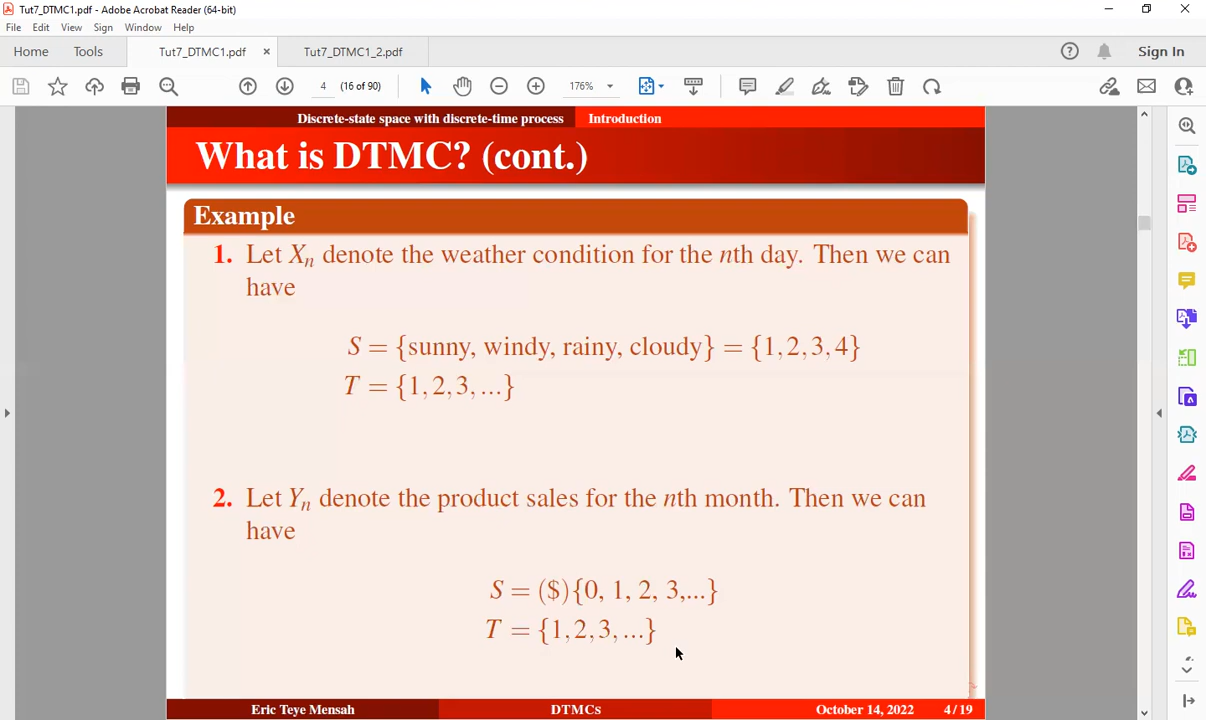 Tut7_DTMC1.pdf - Adobe Acrobat Reader (64-bit)
File Edit View Sign Window Help
Home Tools Tut7_DTMC1.pdf × Tut7_DTMC1_2.pdf Sign In
4 (16 of 90) 176%
Discrete-state space with discrete-time process Introduction
What is DTMC? (cont.)
Example
1. Let Xₙ denote the weather condition for the nth day. Then we can
have
S = {sunny, windy, rainy, cloudy} = {1,2,3,4}
T = {1,2,3,...}
2. Let Yₙ denote the product sales for the nth month. Then we can
have
S = ($){0, 1, 2, 3,...}
T = {1,2,3,...}
Eric Teye Mensah DTMCs October 14, 2022 4/19